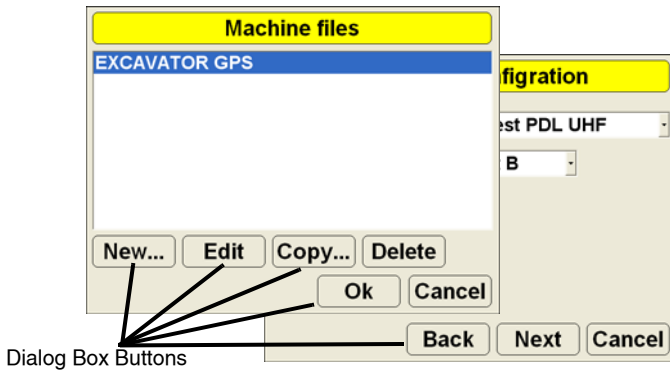 Machine files
EXCAVATOR GPS
figration
est PDL UHF
B
New... Edit Copy... Delete
Ok Cancel
Back Next Cancel
Dialog Box Buttons